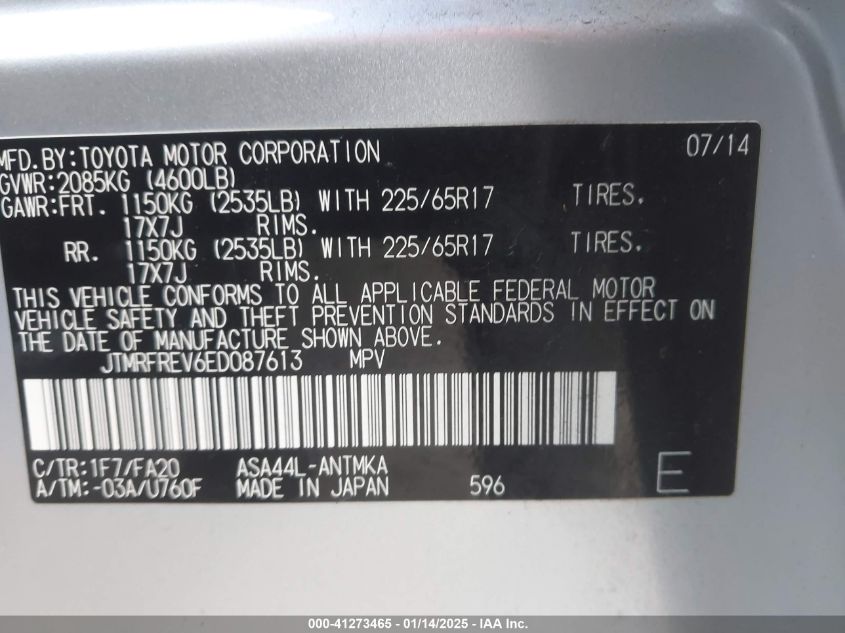 MFD.BY:TOYOTA MOTOR CORPORATION 07/14
GVWR:2085KG (4600LB)
GAWR:FRT. 1150KG (2535LB) WITH 225/65R17 TIRES.
17X7J RIMS.
RR. 1150KG (2535LB) WITH 225/65R17 TIRES.
17X7J RIMS.
THIS VEHICLE CONFORMS TO ALL APPLICABLE FEDERAL MOTOR
VEHICLE SAFETY AND THEFT PREVENTION STANDARDS IN EFFECT ON
THE DATE OF MANUFACTURE SHOWN ABOVE.
JTMRFREV6ED087613 MPV
C/TR:1F7/FA20 ASA44L-ANTMKA
A/TM:-03A/U760F MADE IN JAPAN 596 E
000-41273465 - 01/14/2025 - IAA Inc.